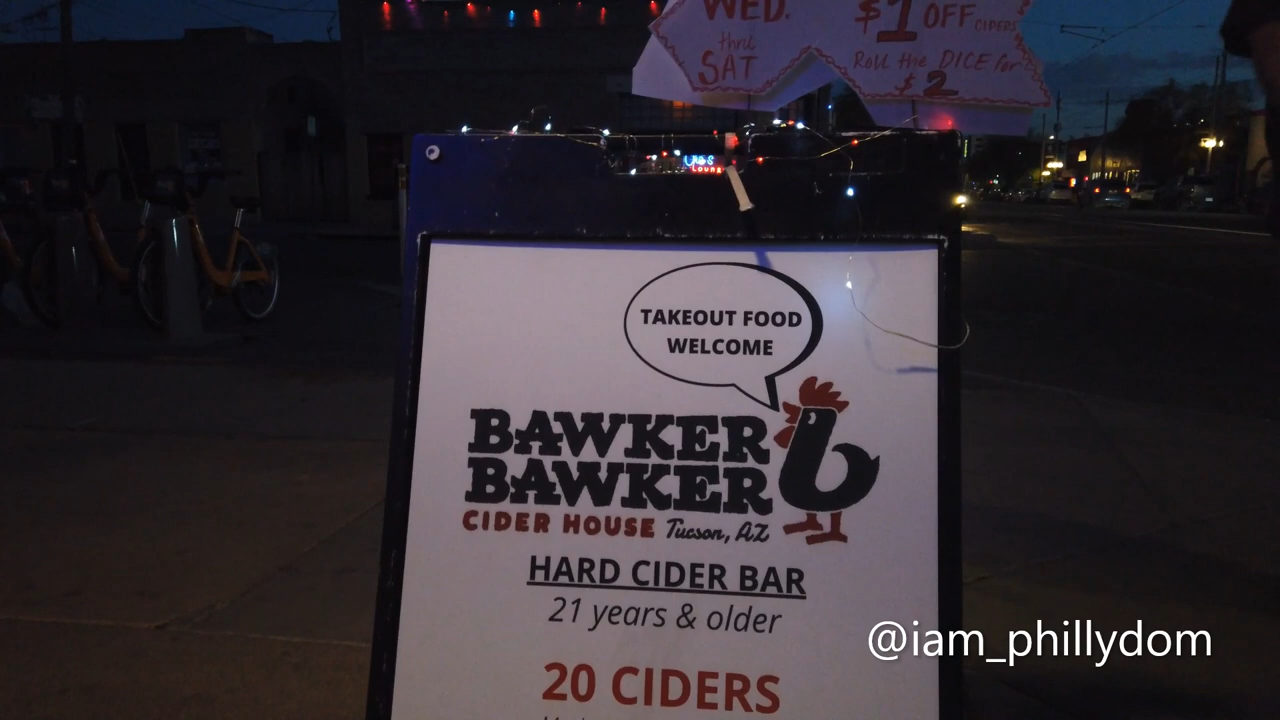 WED.
thru
SAT
$1 OFF CIDERS
Roll the DICE for
$2
TAKEOUT FOOD
WELCOME
BAWKER
BAWKER
CIDER HOUSE Tucson, AZ
HARD CIDER BAR
21 years & older
20 CIDERS
@iam_phillydom